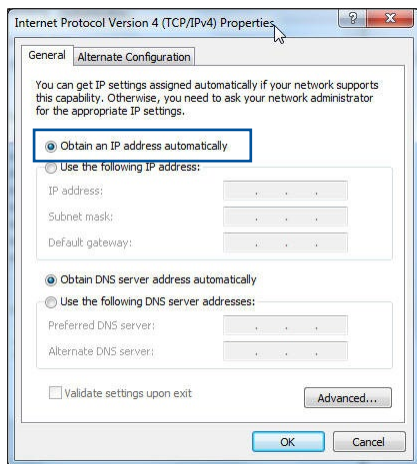 Internet Protocol Version 4 (TCP/IPv4) Properties
General
Alternate Configuration
You can get IP settings assigned automatically if your network supports
this capability. Otherwise, you need to ask your network administrator
for the appropriate IP settings.
Obtain an IP address automatically
Use the following IP address:
IP address:
Subnet mask:
Default gateway:
Obtain DNS server address automatically
Use the following DNS server addresses:
Preferred DNS server:
Alternate DNS server:
Validate settings upon exit
Advanced...
OK
Cancel